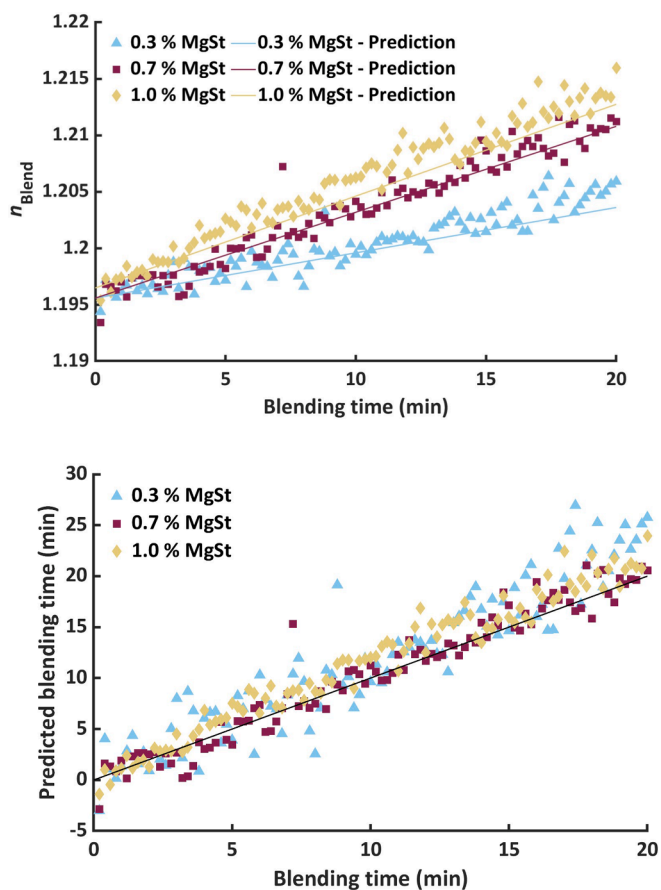 1.22
1.215
1.21
1.205
1.2
1.195
1.19
n Blend
0.3 % MgSt
0.3 % MgSt - Prediction
0.7 % MgSt
0.7 % MgSt - Prediction
1.0 % MgSt
1.0 % MgSt - Prediction
0 5 10 15 20
Blending time (min)
30
25
20
15
10
5
0
-5
Predicted blending time (min)
0.3 % MgSt
0.7 % MgSt
1.0 % MgSt
0 5 10 15 20
Blending time (min)